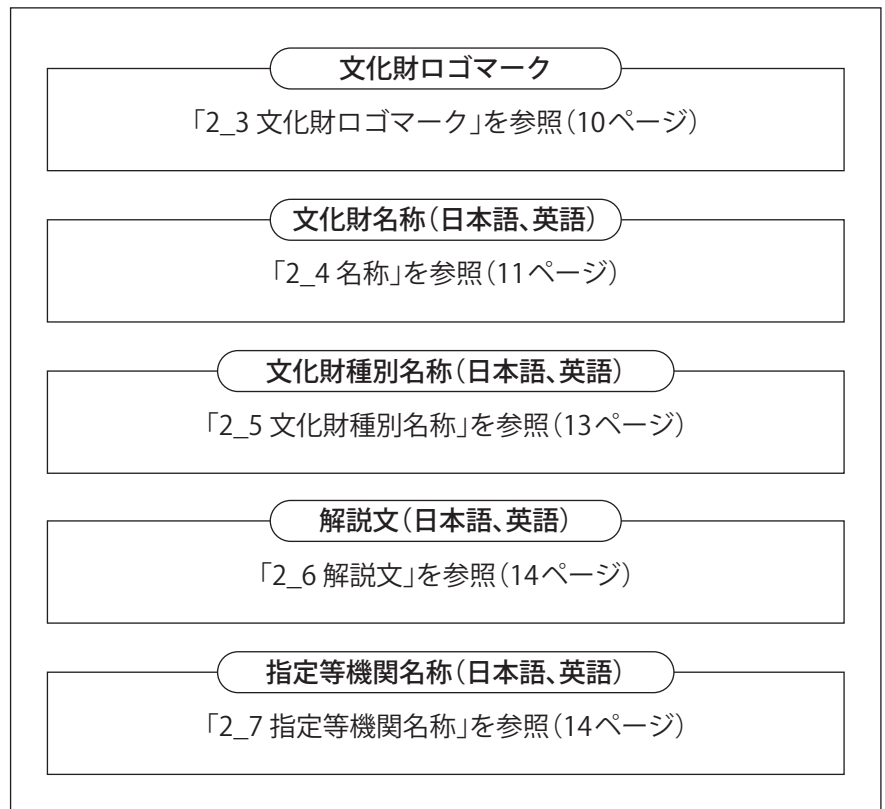 文化財ロゴマーク
「2_3 文化財ロゴマーク」を参照（10ページ）
文化財名称（日本語、英語）
「2_4 名称」を参照（11ページ）
文化財種別名称（日本語、英語）
「2_5 文化財種別名称」を参照（13ページ）
解説文（日本語、英語）
「2_6 解説文」を参照（14ページ）
指定等機関名称（日本語、英語）
「2_7 指定等機関名称」を参照（14ページ）